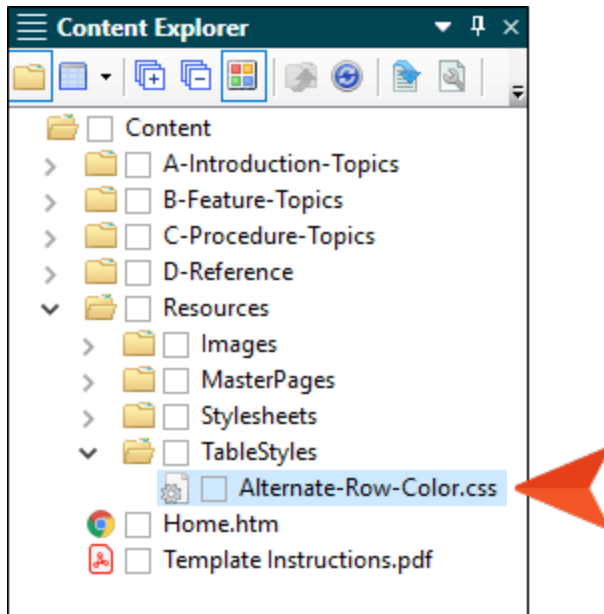 Content Explorer
Content
A-Introduction-Topics
B-Feature-Topics
C-Procedure-Topics
D-Reference
Resources
Images
MasterPages
Stylesheets
TableStyles
Alternate-Row-Color.css
Home.htm
Template Instructions.pdf